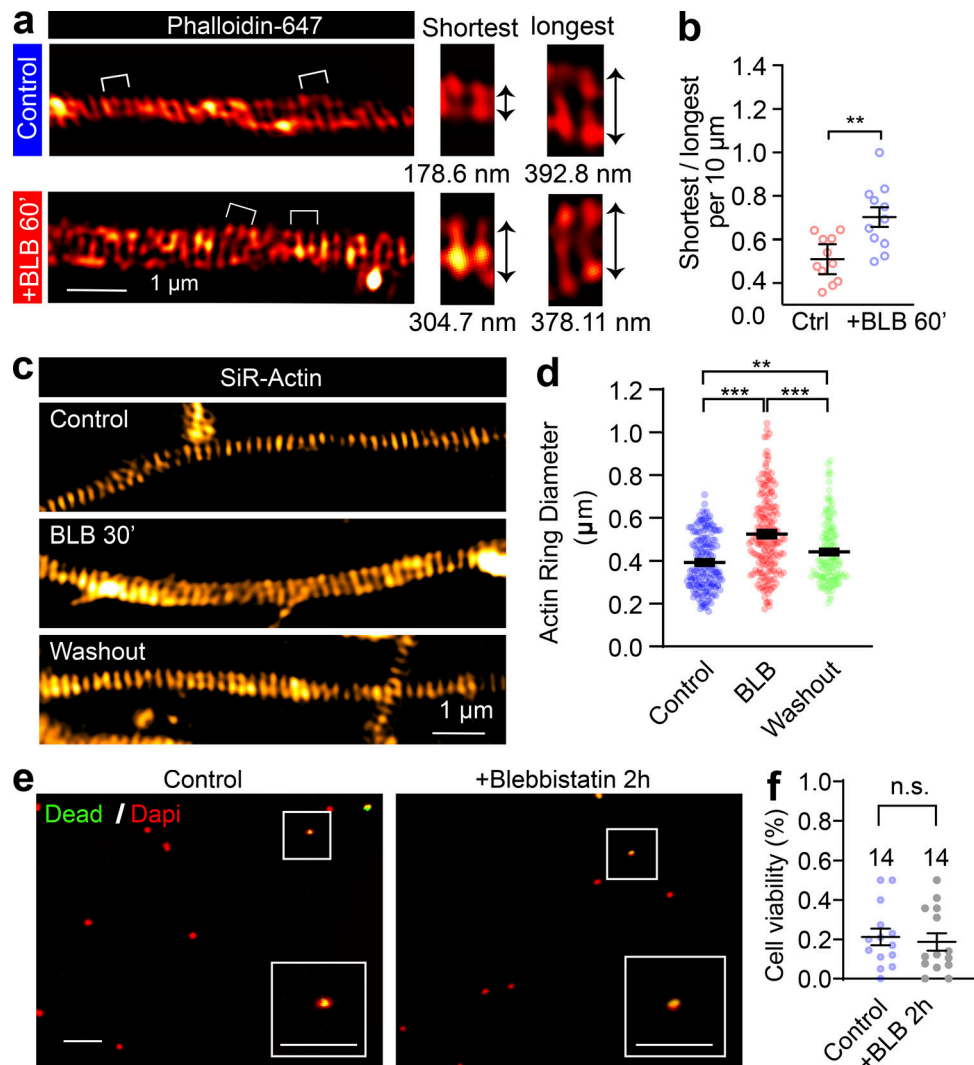 a
Phalloidin-647
Shortest
longest
Control
178.6 nm
392.8 nm
+BLB 60’
1 µm
304.7 nm
378.11 nm
b
Shortest / longest
per 10 µm
1.4
1.2
1.0
0.8
0.6
0.4
0.0
**
Ctrl
+BLB 60’
c
SiR-Actin
Control
BLB 30’
Washout
1 µm
d
Actin Ring Diameter
(µm)
1.2
1.0
0.8
0.6
0.4
0.2
0.0
**
***
***
Control
BLB
Washout
e
Control
+Blebbistatin 2h
Dead / Dapi
f
Cell viability (%)
1.0
0.8
0.6
0.4
0.2
0.0
n.s.
14
14
Control
+BLB 2h